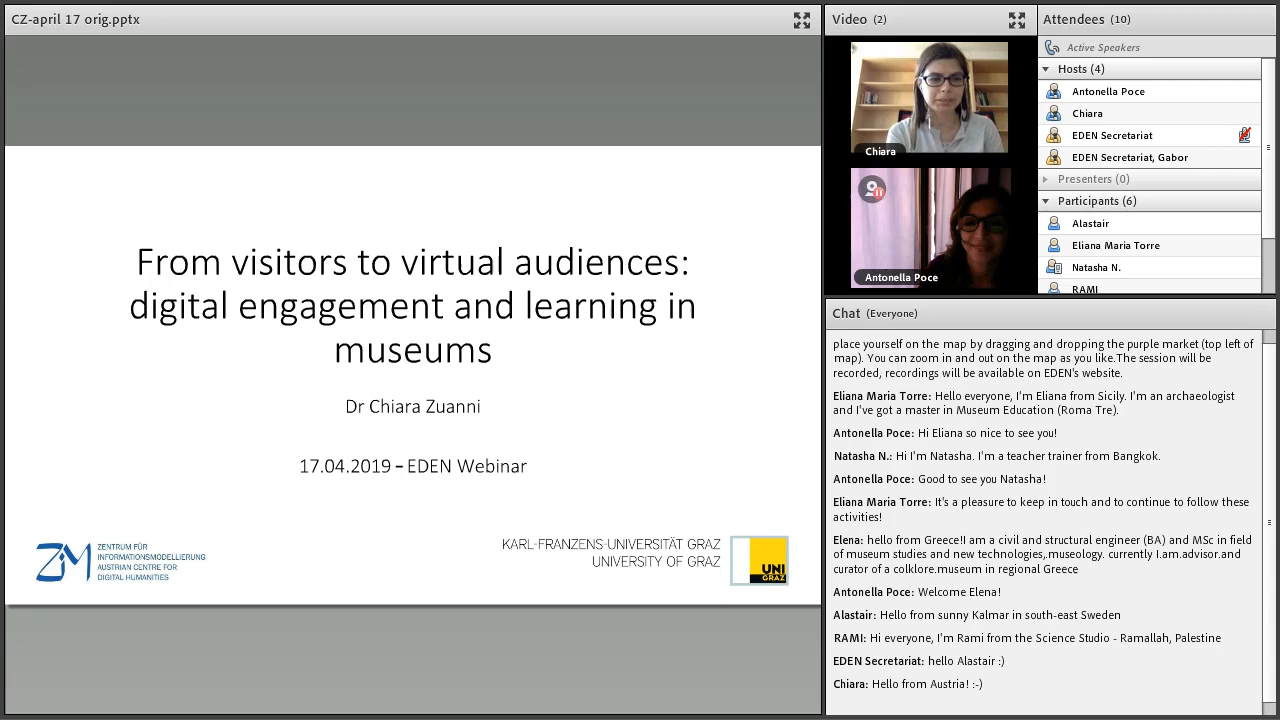 CZ-april 17 orig.pptx
From visitors to virtual audiences:
digital engagement and learning in
museums
Dr Chiara Zuanni
17.04.2019 – EDEN Webinar
ZIM
ZENTRUM FÜR
INFORMATIONSMODELLIERUNG
AUSTRIAN CENTRE FOR
DIGITAL HUMANITIES
KARL-FRANZENS-UNIVERSITÄT GRAZ
UNIVERSITY OF GRAZ
UNI
GRAZ
Video (2)
Chiara
Antonella Poce
Attendees (10)
Active Speakers
Hosts (4)
Antonella Poce
Chiara
EDEN Secretariat
EDEN Secretariat, Gabor
Presenters (0)
Participants (6)
Alastair
Eliana Maria Torre
Natasha N.
RAMI
Chat (Everyone)
place yourself on the map by dragging and dropping the purple market (top left of
map). You can zoom in and out on the map as you like.The session will be
recorded, recordings will be available on EDEN's website.
Eliana Maria Torre: Hello everyone, I'm Eliana from Sicily. I'm an archaeologist
and I've got a master in Museum Education (Roma Tre).
Antonella Poce: Hi Eliana so nice to see you!
Natasha N.: Hi I'm Natasha. I'm a teacher trainer from Bangkok.
Antonella Poce: Good to see you Natasha!
Eliana Maria Torre: It's a pleasure to keep in touch and to continue to follow these
activities!
Elena: hello from Greece!I am a civil and structural engineer (BA) and MSc in field
of museum studies and new technologies,.museology. currently I.am.advisor.and
curator of a colklore.museum in regional Greece
Antonella Poce: Welcome Elena!
Alastair: Hello from sunny Kalmar in south-east Sweden
RAMI: Hi everyone, I'm Rami from the Science Studio - Ramallah, Palestine
EDEN Secretariat: hello Alastair :)
Chiara: Hello from Austria! :-)